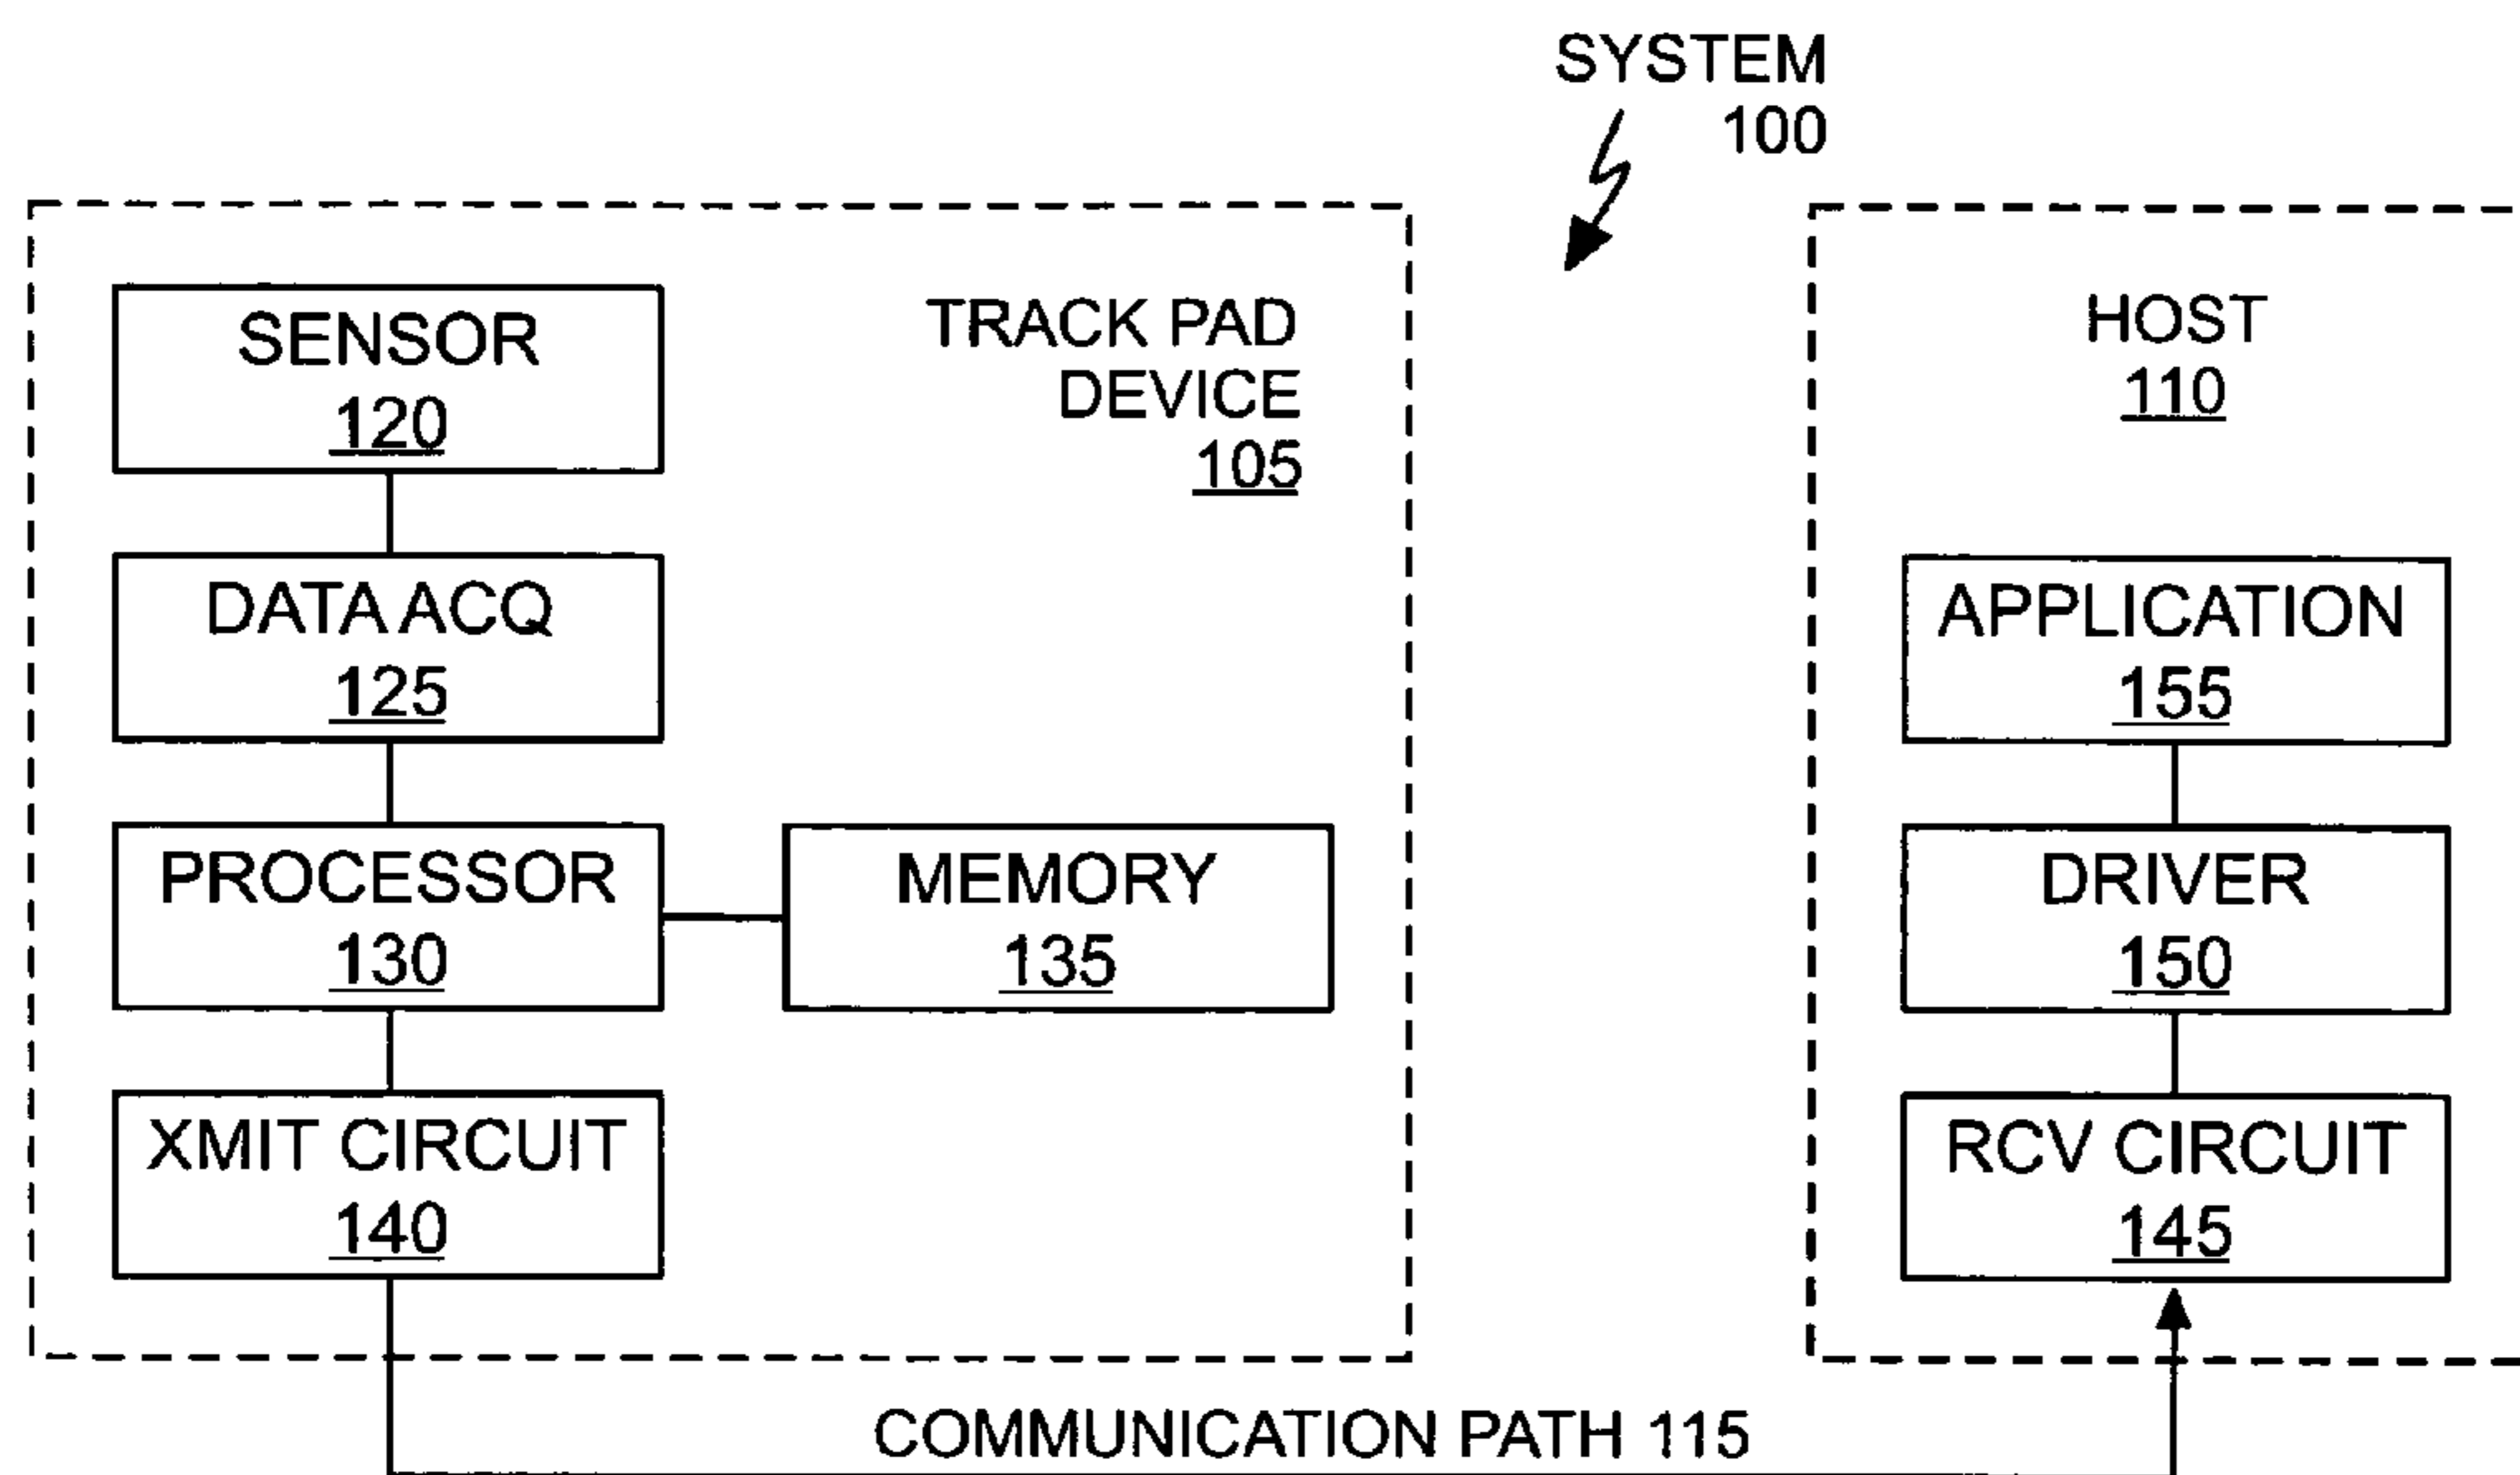 SYSTEM
100
TRACK PAD
DEVICE
105
SENSOR
120
DATA ACQ
125
PROCESSOR
130
MEMORY
135
XMIT CIRCUIT
140
HOST
110
APPLICATION
155
DRIVER
150
RCV CIRCUIT
145
COMMUNICATION PATH 115